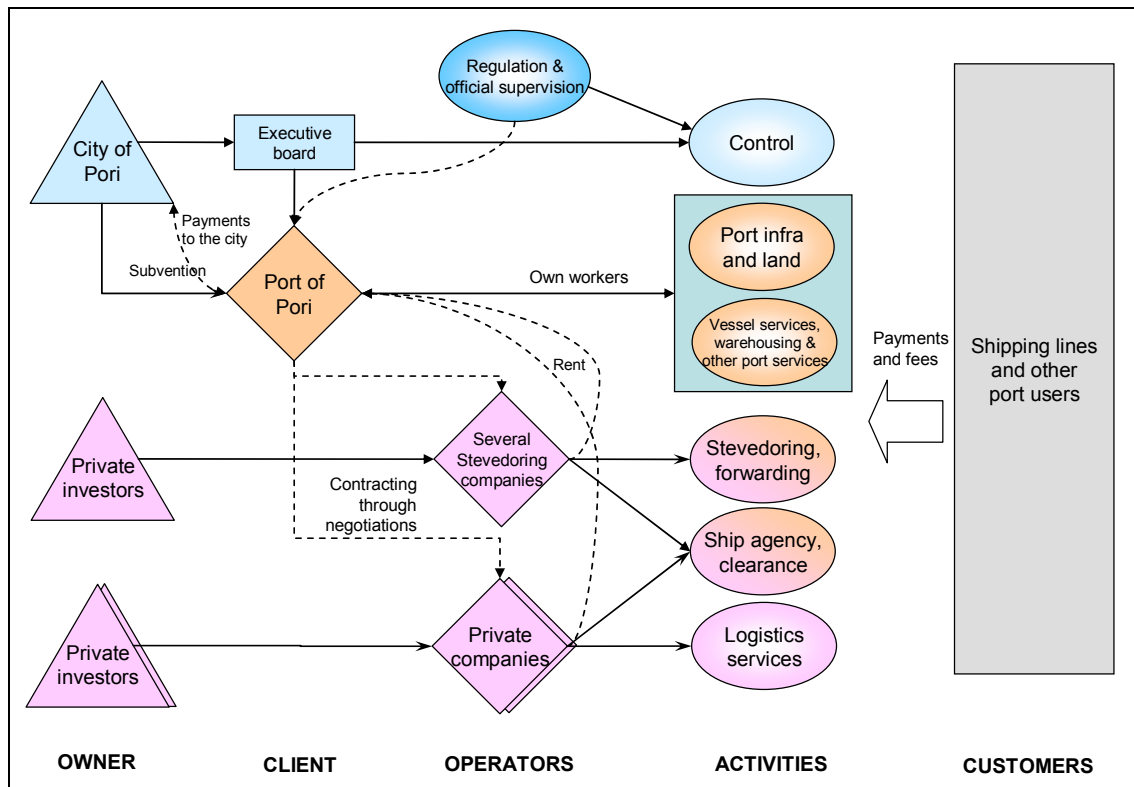 Regulation &
official supervision
City of
Pori
Executive
board
Control
Payments
to the city
Subvention
Port of
Pori
Own workers
Port infra
and land
Vessel services,
warehousing &
other port services
Rent
Payments
and fees
Shipping lines
and other
port users
Private
investors
Several
Stevedoring
companies
Stevedoring,
forwarding
Contracting
through
negotiations
Ship agency,
clearance
Private
investors
Private
companies
Logistics
services
OWNER
CLIENT
OPERATORS
ACTIVITIES
CUSTOMERS